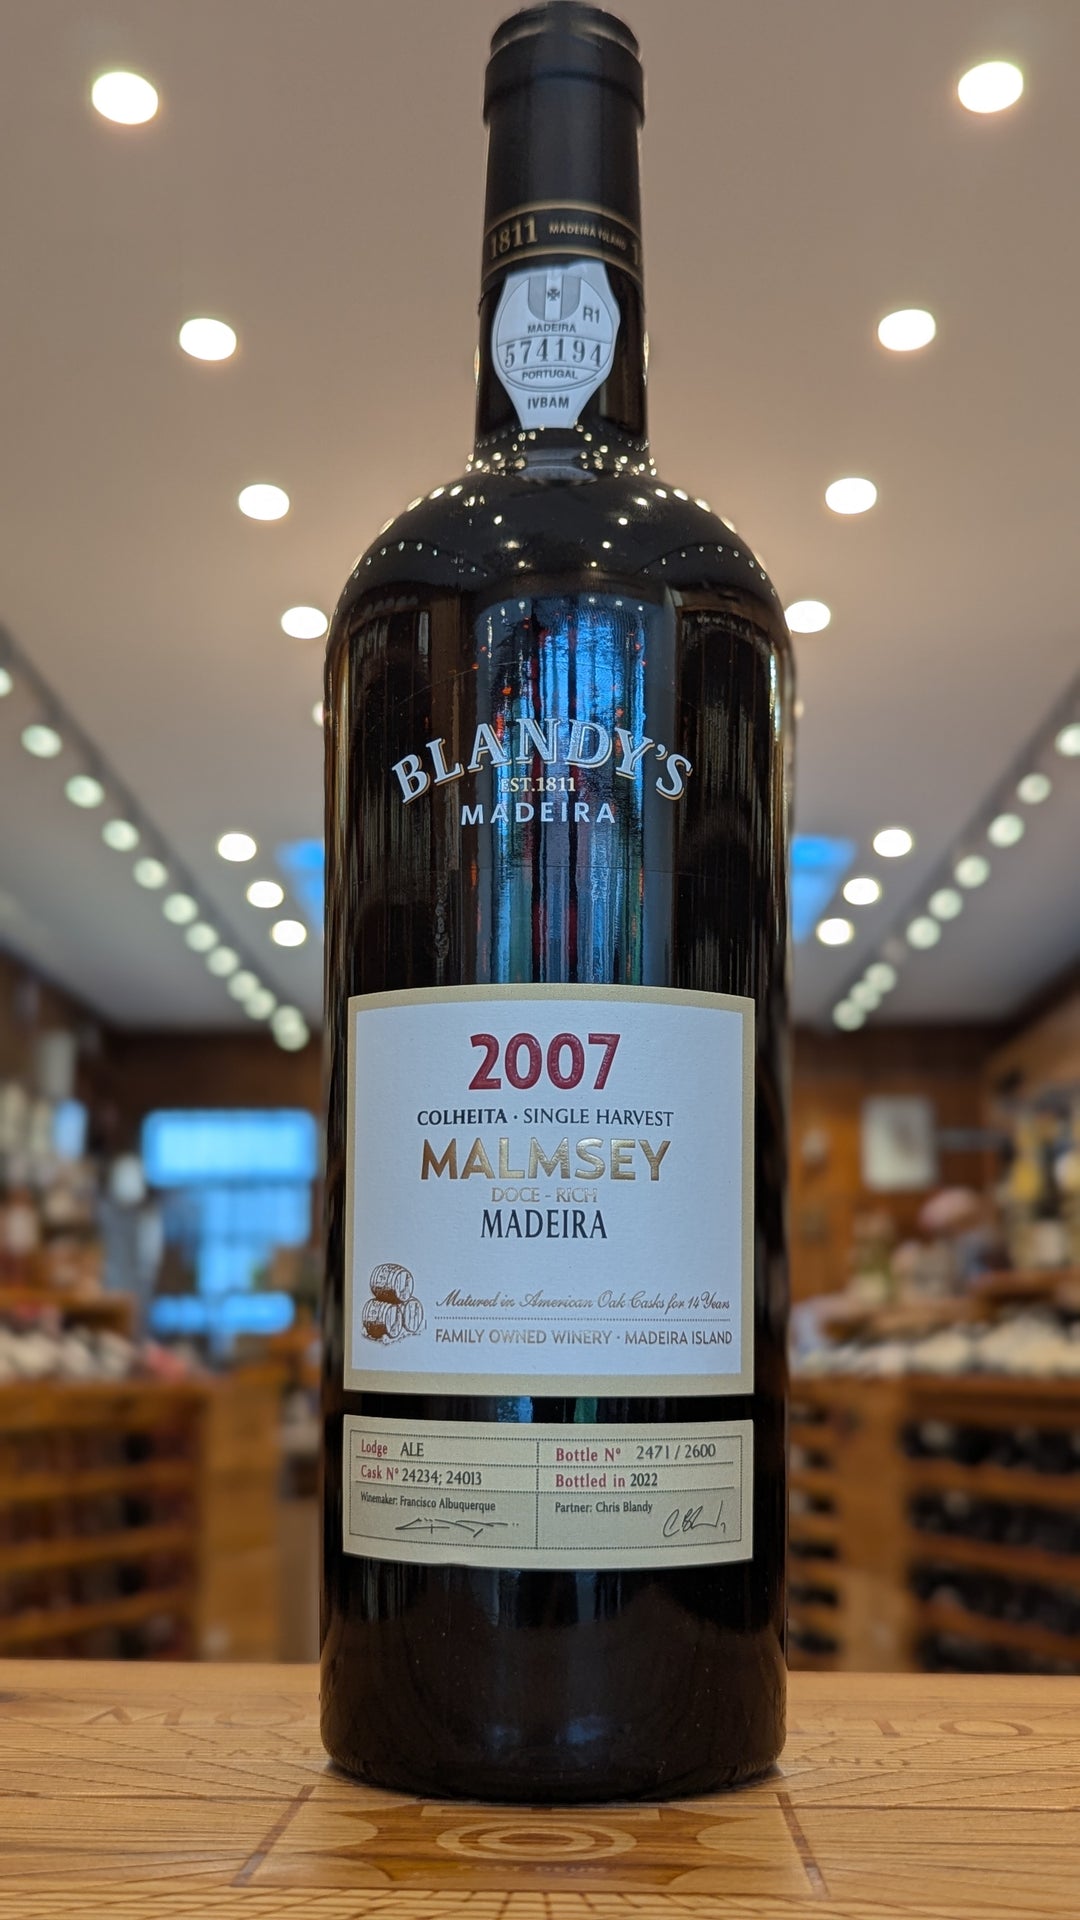 1811 MADEIRA ISLAND 1
R1
MADEIRA
574194
PORTUGAL
IVBAM
BLANDY'S
EST.1811
MADEIRA
2007
COLHEITA · SINGLE HARVEST
MALMSEY
DOCE - RICH
MADEIRA
Matured in American Oak Casks for 14 Years
FAMILY OWNED WINERY · MADEIRA ISLAND
Lodge ALE
Cask Nº 24234; 24013
Winemaker: Francisco Albuquerque
Bottle Nº 2471 / 2600
Bottled in 2022
Partner: Chris Blandy